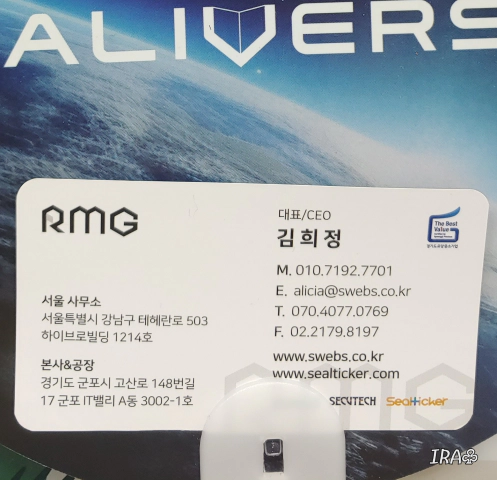 ALIVERS
RMG
대표/CEO
김희정
The Best
Value
M. 010.7192.7701
E. alicia@swebs.co.kr
T. 070.4077.0769
F. 02.2179.8197
서울 사무소
서울특별시 강남구 테헤란로 503
하이브로빌딩 1214호
본사&공장
경기도 군포시 고산로 148번길
17 군포 IT밸리 A동 3002-1호
www.swebs.co.kr
www.sealticker.com
SECUTECH
Sealticker
RMG
IRA♧